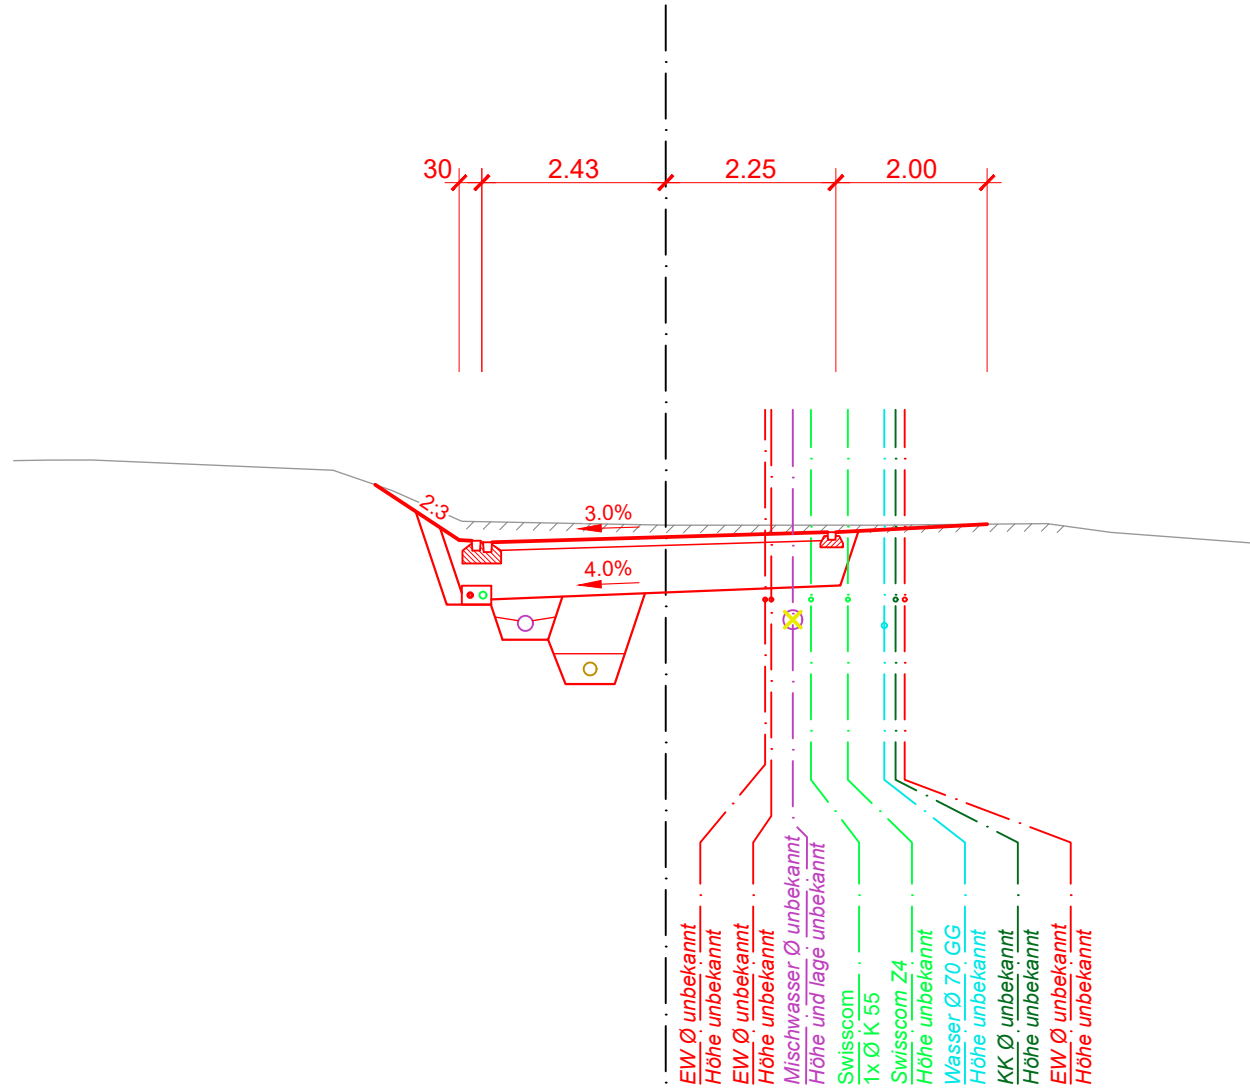 30
2.43
2.25
2.00
2:3
3.0%
4.0%
EW Ø unbekannt
Höhe unbekannt
EW Ø unbekannt
Höhe unbekannt
Mischwasser Ø unbekannt
Höhe und lage unbekannt
Swisscom
1x Ø K 55
Swisscom Z4
Höhe unbekannt
Wasser Ø 70 GG
Höhe unbekannt
KK Ø unbekannt
Höhe unbekannt
EW Ø unbekannt
Höhe unbekannt